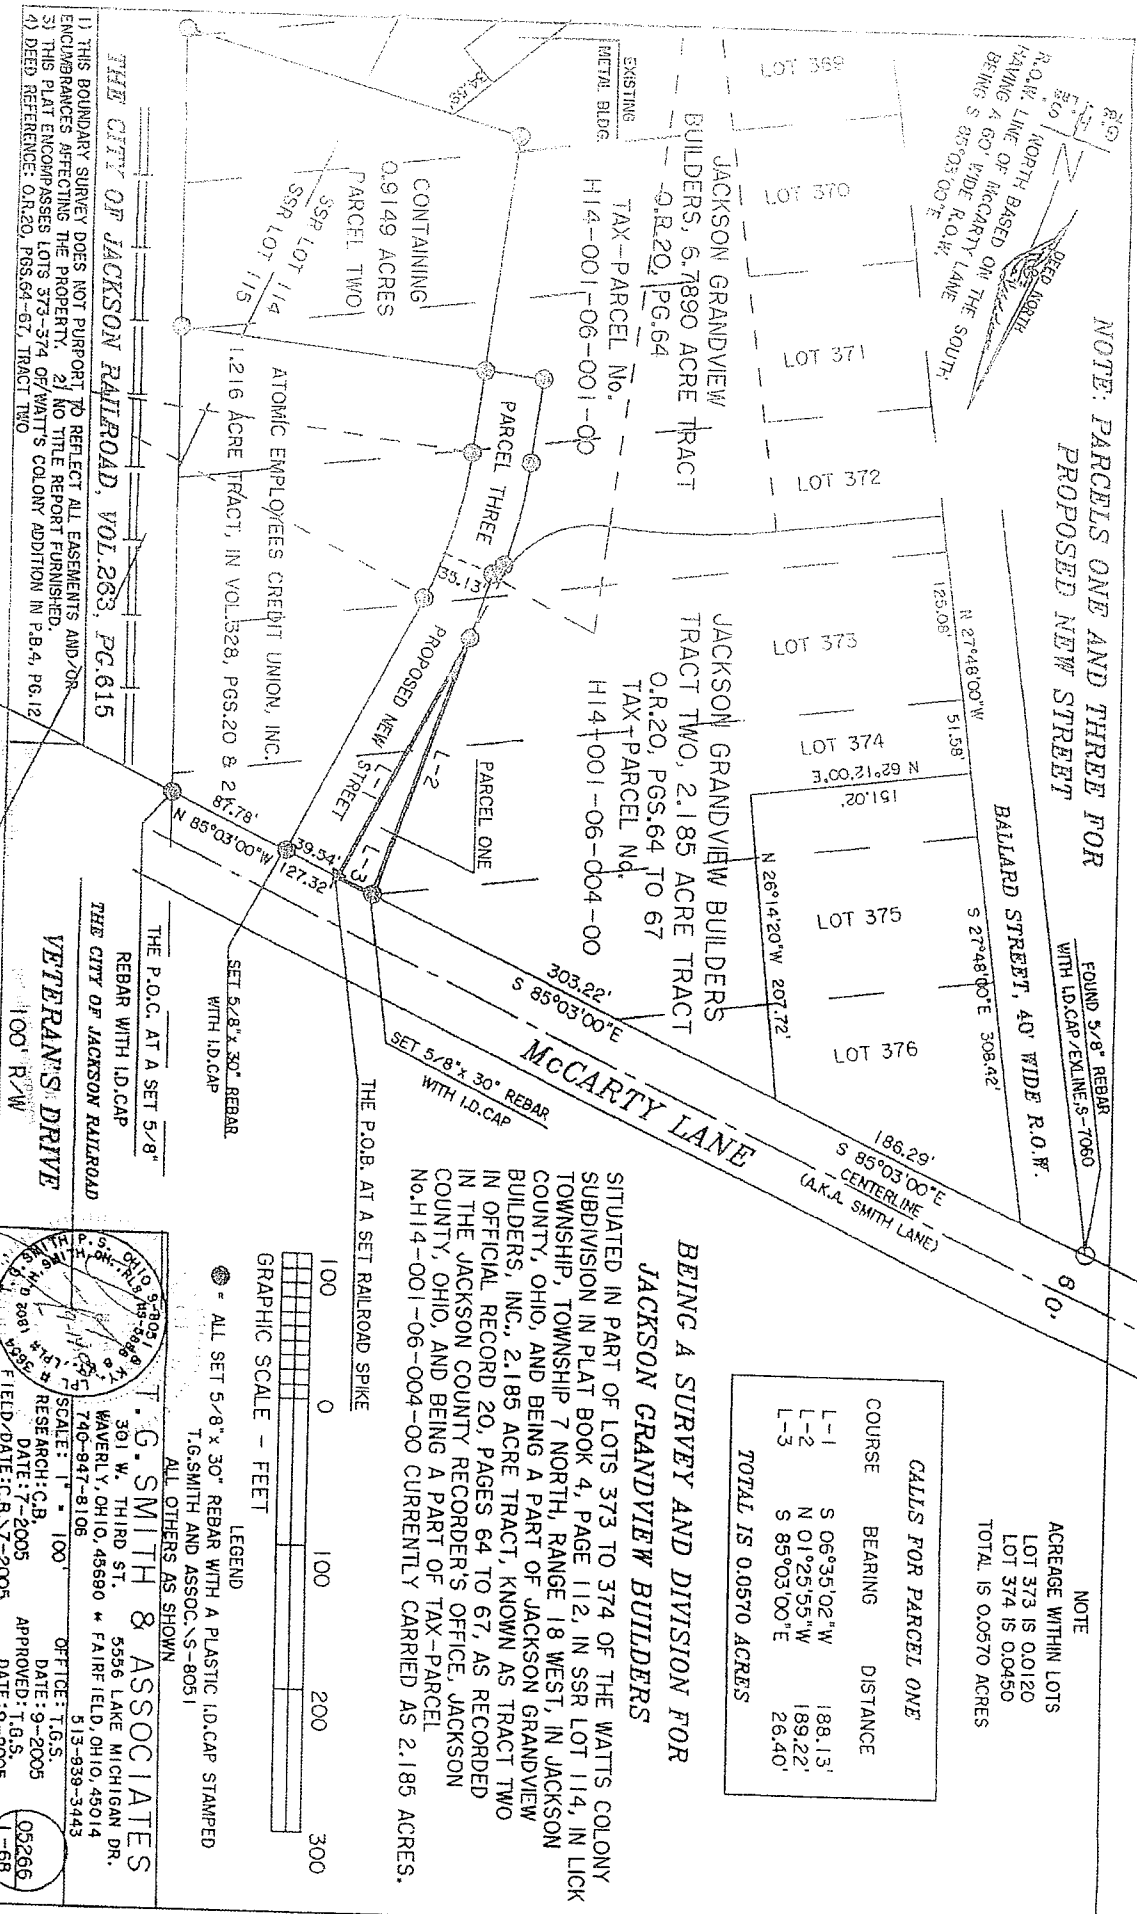 NOTE: PARCELS ONE AND THREE FOR
PROPOSED NEW STREET
NORTH BASED ON THE SOUTH
R.O.W. LINE OF McCARTY LANE
HAVING A 60' WIDE R.O.W.
BEING S 85°03'00"E
DEED NORTH
FOUND 5/8" REBAR
WITH I.D.CAP/EXLINE,S-7060
BALLARD STREET, 40' WIDE R.O.W.
N 27°48'00"W
125.08'
51.58'
S 27°48'00"E 308.42'
LOT 369
LOT 370
LOT 371
LOT 372
LOT 373
LOT 374
LOT 375
LOT 376
N 62°12'00"E
151.02'
N 26°14'20"W 207.72'
186.29'
S 85°03'00"E
CENTERLINE
(A.K.A. SMITH LANE)
McCARTY LANE
303.22'
S 85°03'00"E
60'
EXISTING
METAL BLDG.
34.59'
JACKSON GRANDVIEW
BUILDERS, 6.7890 ACRE TRACT
O.R.20, PG.64
TAX-PARCEL No.
H14-001-06-001-00
JACKSON GRANDVIEW BUILDERS
TRACT TWO, 2.185 ACRE TRACT
O.R.20, PGS.64 TO 67
TAX-PARCEL No.
H14-001-06-004-00
CONTAINING
0.9149 ACRES
PARCEL TWO
SSR LOT 114
SSR LOT 115
PARCEL THREE
35.13'
PROPOSED NEW STREET
L-1
L-2
L-3
PARCEL ONE
ATOMIC EMPLOYEES CREDIT UNION, INC.
1.216 ACRE TRACT, IN VOL.328, PGS.20 & 21
87.78'
39.54'
N 85°03'00"W 127.32'
SET 5/8"x 30" REBAR
WITH I.D.CAP
SET 5/8"x 30" REBAR
WITH I.D.CAP
THE P.O.B. AT A SET RAILROAD SPIKE
THE P.O.C. AT A SET 5/8"
REBAR WITH I.D.CAP
THE CITY OF JACKSON RAILROAD
VETERAN'S DRIVE
100' R/W
THE CITY OF JACKSON RAILROAD, VOL.263, PG.615
1) THIS BOUNDARY SURVEY DOES NOT PURPORT TO REFLECT ALL EASEMENTS AND/OR
ENCUMBRANCES AFFECTING THE PROPERTY. 2) NO TITLE REPORT FURNISHED.
3) THIS PLAT ENCOMPASSES LOTS 373-374 OF WATT'S COLONY ADDITION IN P.B.4, PG.12
4) DEED REFERENCE: O.R.20, PGS.64-67, TRACT TWO
NOTE
ACREAGE WITHIN LOTS
LOT 373 IS 0.0120
LOT 374 IS 0.0450
TOTAL IS 0.0570 ACRES
CALLS FOR PARCEL ONE
COURSE BEARING DISTANCE
L-1 S 06°35'02"W 188.13'
L-2 N 01°25'55"W 189.22'
L-3 S 85°03'00"E 26.40'
TOTAL IS 0.0570 ACRES
BEING A SURVEY AND DIVISION FOR
JACKSON GRANDVIEW BUILDERS
SITUATED IN PART OF LOTS 373 TO 374 OF THE WATTS COLONY
SUBDIVISION IN PLAT BOOK 4, PAGE 112, IN SSR LOT 114, IN LICK
TOWNSHIP, TOWNSHIP 7 NORTH, RANGE 18 WEST, IN JACKSON
COUNTY, OHIO, AND BEING A PART OF JACKSON GRANDVIEW
BUILDERS, INC., 2.185 ACRE TRACT, KNOWN AS TRACT TWO
IN OFFICIAL RECORD 20, PAGES 64 TO 67, AS RECORDED
IN THE JACKSON COUNTY RECORDER'S OFFICE, JACKSON
COUNTY, OHIO, AND BEING A PART OF TAX-PARCEL
No.H14-001-06-004-00 CURRENTLY CARRIED AS 2.185 ACRES.
100 0 100 200 300
GRAPHIC SCALE - FEET
LEGEND
= ALL SET 5/8"x 30" REBAR WITH A PLASTIC I.D.CAP STAMPED
T.G.SMITH AND ASSOC.\S-8051
ALL OTHERS AS SHOWN
T. G. SMITH & ASSOCIATES
301 W. THIRD ST. 5556 LAKE MICHIGAN DR.
WAVERLY, OHIO, 45690 * FAIRFIELD, OHIO, 45014
740-947-8106 513-939-3443
SCALE: 1" = 100' OFFICE: T.G.S.
RESEARCH: C.B. DATE: 9-2005
DATE: 7-2005 APPROVED: T.G.S.
FIELD/DATE: C.B.\7-2005 DATE: 9-2005
05266
L-68